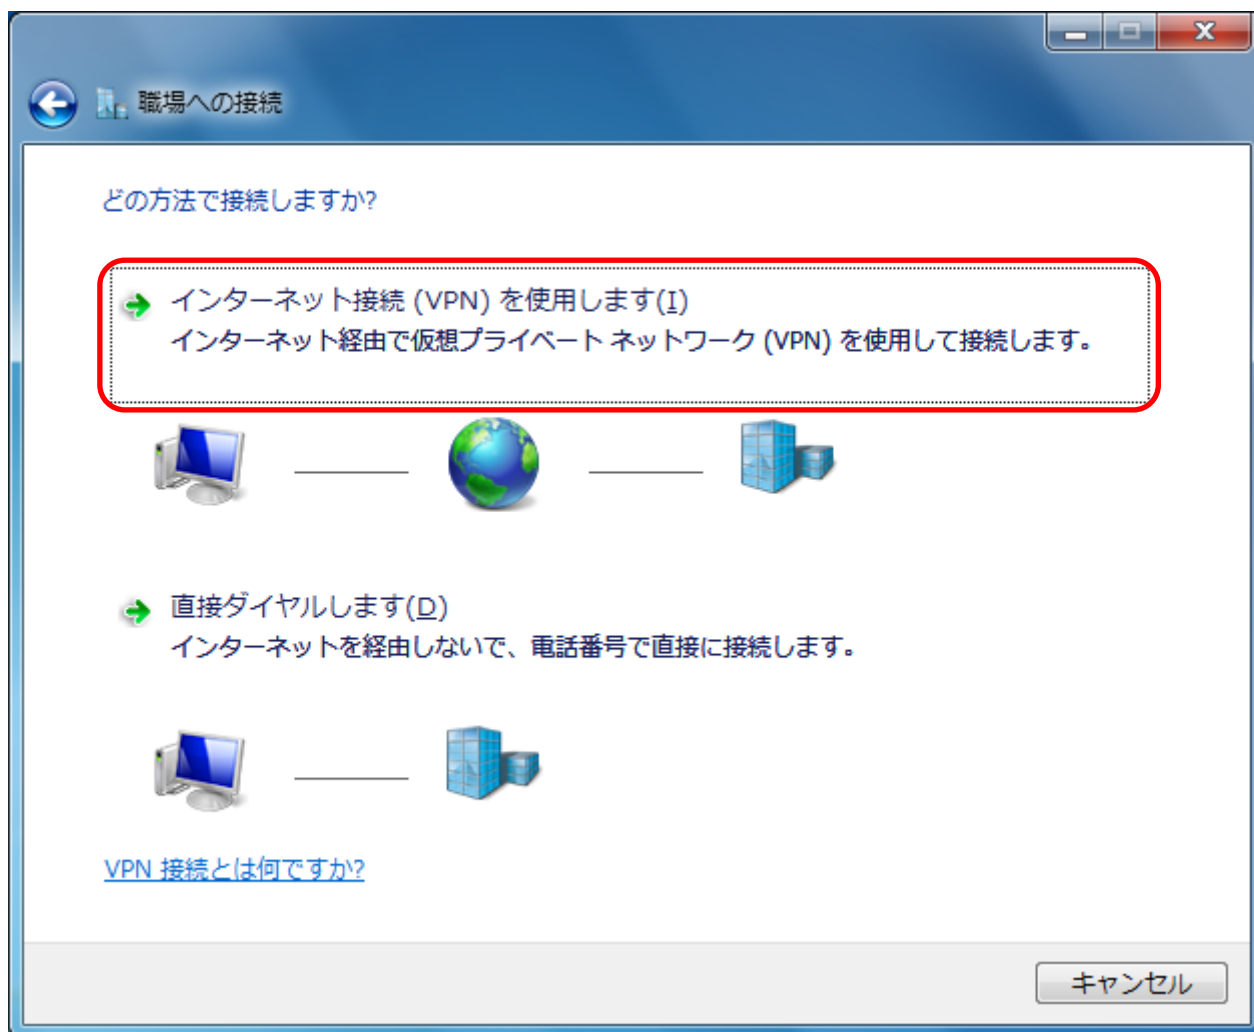 職場への接続
どの方法で接続しますか?
インターネット接続 (VPN) を使用します(I)
インターネット経由で仮想プライベート ネットワーク (VPN) を使用して接続します。
直接ダイヤルします(D)
インターネットを経由しないで、電話番号で直接に接続します。
VPN 接続とは何ですか?
キャンセル